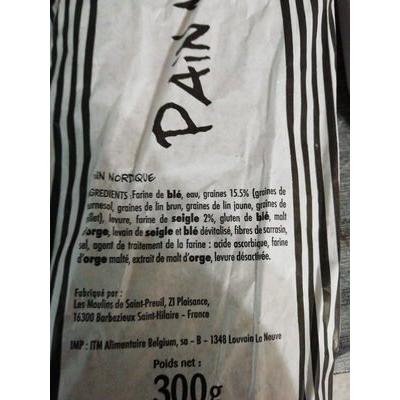 PAIN
IN NORDIQUE
GREDIENTS : Farine de blé, eau, graines 15.5% (graines de
urnesol, graines de lin brun, graines de lin jaune, graines de
illet), levure, farine de seigle 2%, gluten de blé, malt
'orge, levain de seigle et blé dévitalisé, fibres de sarrasin,
sel), agent de traitement de la farine : acide ascorbique, farine
d'orge malté, extrait de malt d'orge, levure désactivée.
Fabriqué par :
Les Moulins de Saint-Preuil, ZI Plaisance,
16300 Barbezieux Saint-Hilaire - France
IMP : ITM Alimentaire Belgium, sa - B - 1348 Louvain La Neuve
Poids net :
300g